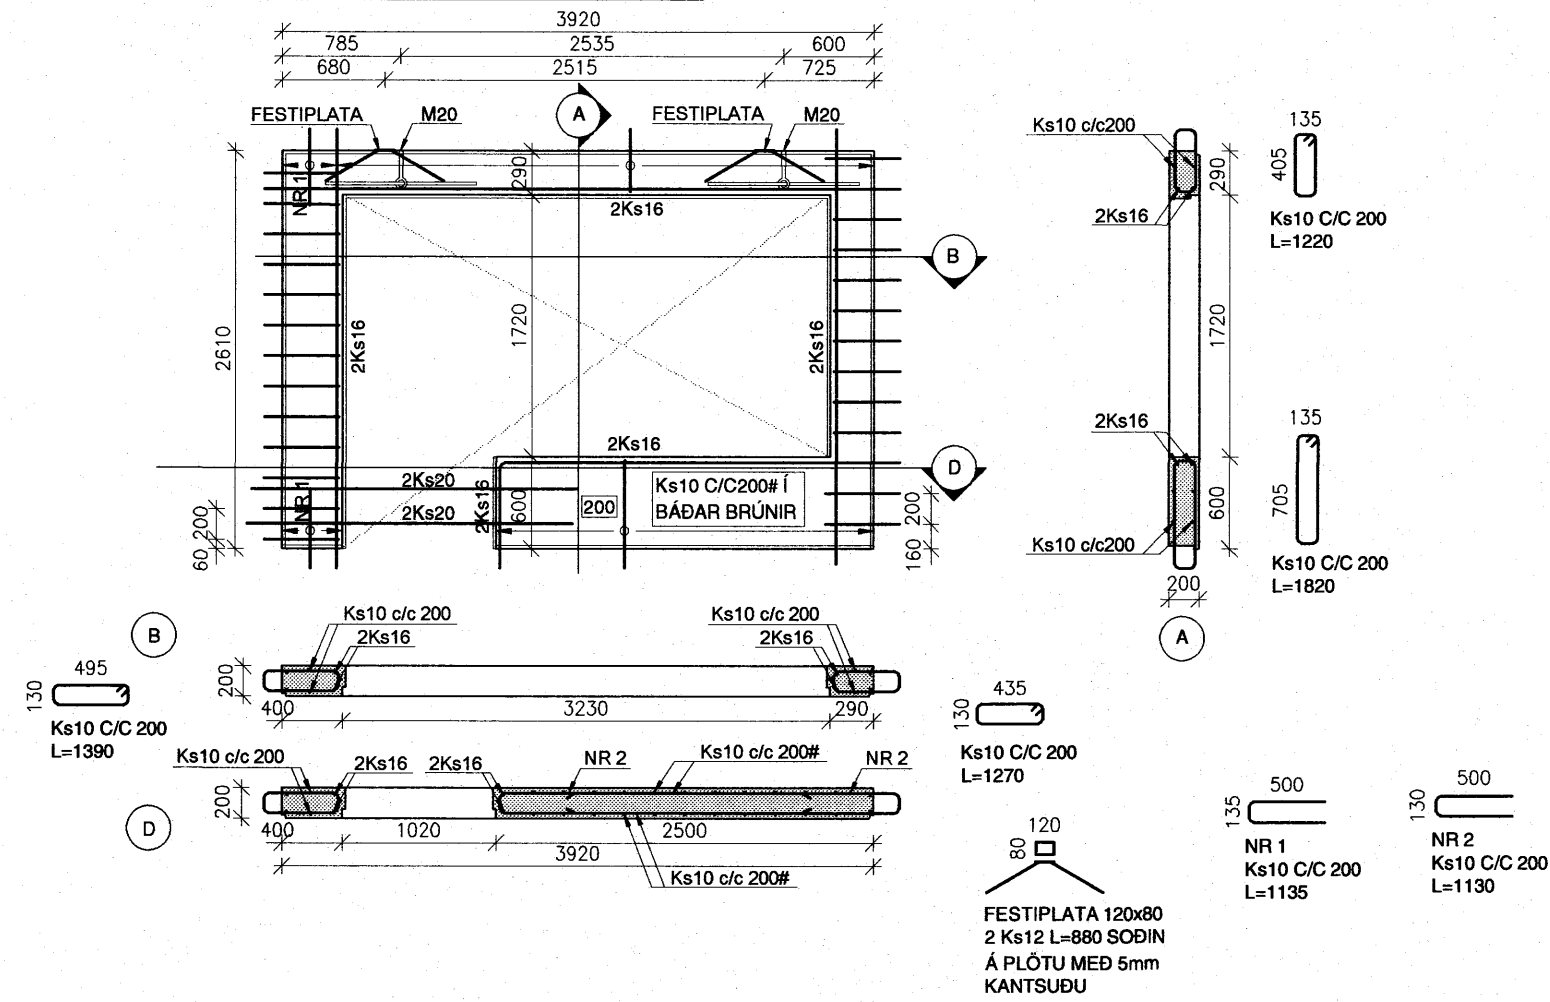 3920
785 2535 600
680 2515 725
FESTIPLATA M20 A FESTIPLATA M20
290
NR 1
2Ks16
B
2610
2Ks16
1720
2Ks16
2Ks16
D
2Ks20
2Ks16
600
200
Ks10 C/C200# Í
BÁÐAR BRÚNIR
2Ks20
NR 1
200
60
200
160
Ks10 c/c200
290
2Ks16
1720
2Ks16
600
Ks10 c/c200
200
A
135
405
Ks10 C/C 200
L=1220
135
705
Ks10 C/C 200
L=1820
B
495
130
Ks10 C/C 200
L=1390
Ks10 c/c 200 Ks10 c/c 200
2Ks16 2Ks16
200
400 3230 290
435
130
Ks10 C/C 200
L=1270
D
Ks10 c/c 200 2Ks16 2Ks16 NR 2 Ks10 c/c 200# NR 2
200
400 1020 2500
3920
Ks10 c/c 200#
120
80
FESTIPLATA 120x80
2 Ks12 L=880 SOÐIN
Á PLÖTU MEÐ 5mm
KANTSUÐU
500
135
NR 1
Ks10 C/C 200
L=1135
500
130
NR 2
Ks10 C/C 200
L=1130